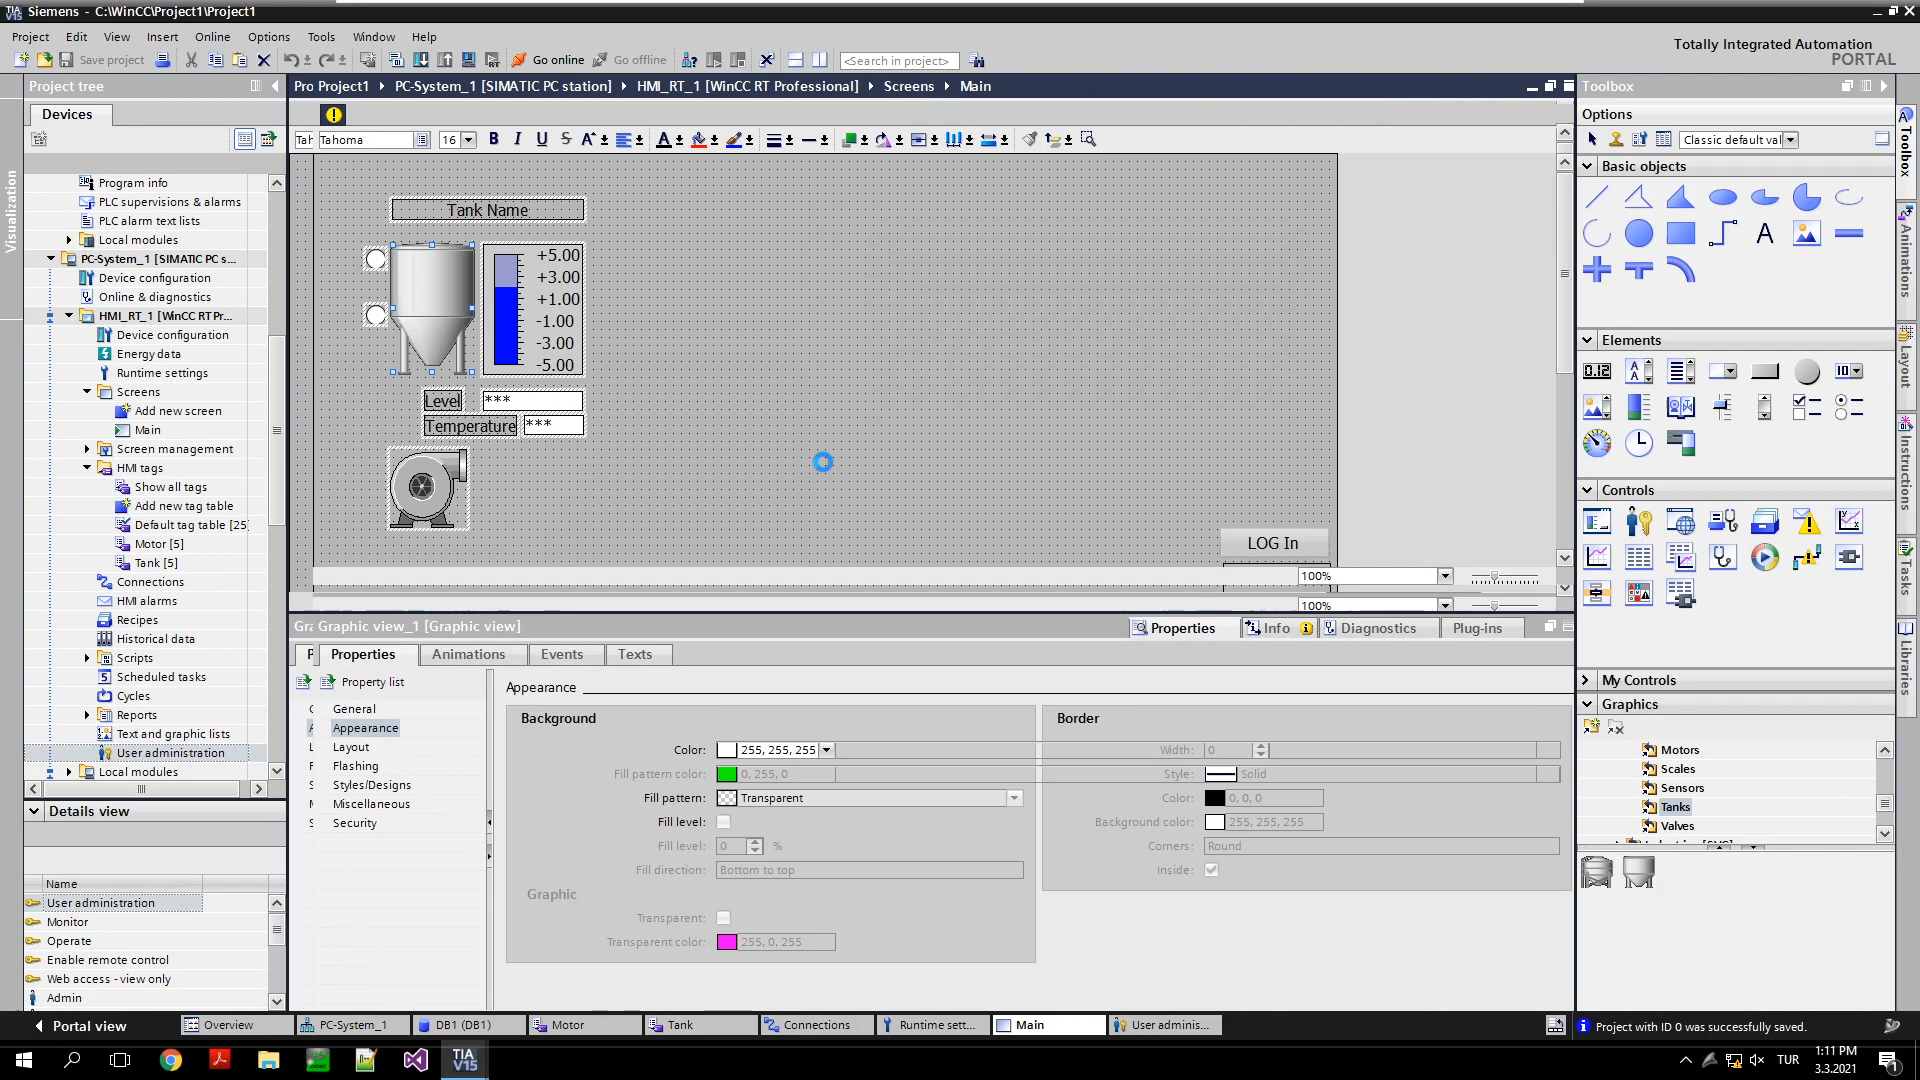 Siemens - C:\WinCC\Project1\Project1
Project Edit View Insert Online Options Tools Window Help
Totally Integrated Automation
PORTAL
Save project Go online Go offline <Search in project>
Project tree
Devices
Visualization
Program info
PLC supervisions & alarms
PLC alarm text lists
Local modules
PC-System_1 [SIMATIC PC s...
Device configuration
Online & diagnostics
HMI_RT_1 [WinCC RT Pr...
Device configuration
Energy data
Runtime settings
Screens
Add new screen
Main
Screen management
HMI tags
Show all tags
Add new tag table
Default tag table [25]
Motor [5]
Tank [5]
Connections
HMI alarms
Recipes
Historical data
Scripts
Scheduled tasks
Cycles
Reports
Text and graphic lists
User administration
Local modules
Details view
Name
User administration
Monitor
Operate
Enable remote control
Web access - view only
Admin
Pro Project1 PC-System_1 [SIMATIC PC station] HMI_RT_1 [WinCC RT Professional] Screens Main
Tah Tahoma 16 B I U S A
Tank Name
+5.00
+3.00
+1.00
-1.00
-3.00
-5.00
Level ***
Temperature ***
LOG In
100%
100%
Gra Graphic view_1 [Graphic view]
Properties Info Diagnostics Plug-ins
P Properties Animations Events Texts
Property list
General
Appearance
Layout
Flashing
Styles/Designs
Miscellaneous
Security
Appearance
Background
Color: 255, 255, 255
Fill pattern color: 0, 255, 0
Fill pattern: Transparent
Fill level:
Fill level: 0 %
Fill direction: Bottom to top
Graphic
Transparent:
Transparent color: 255, 0, 255
Border
Width: 0
Style: Solid
Color: 0, 0, 0
Background color: 255, 255, 255
Corners: Round
Inside:
Toolbox
Options
Classic default val
Basic objects
Elements
0.12
Controls
My Controls
Graphics
Motors
Scales
Sensors
Tanks
Valves
Toolbox
Animations
Layout
Instructions
Tasks
Libraries
Portal view Overview PC-System_1 DB1 (DB1) Motor Tank Connections Runtime sett... Main User adminis...
Project with ID 0 was successfully saved.
TIA V15
TUR
1:11 PM
3.3.2021
1